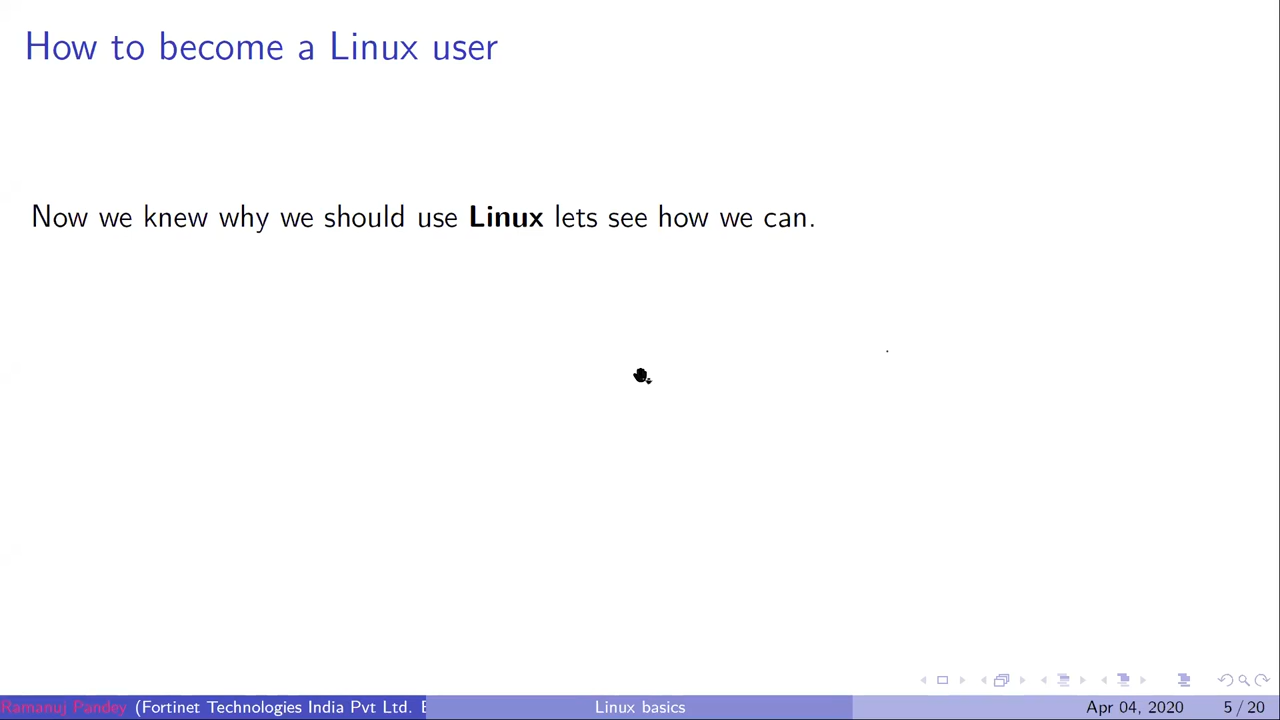 How to become a Linux user
Now we knew why we should use Linux lets see how we can.
Ramanuj Pandey (Fortinet Technologies India Pvt Ltd. Linux basics Apr 04, 2020 5 / 20